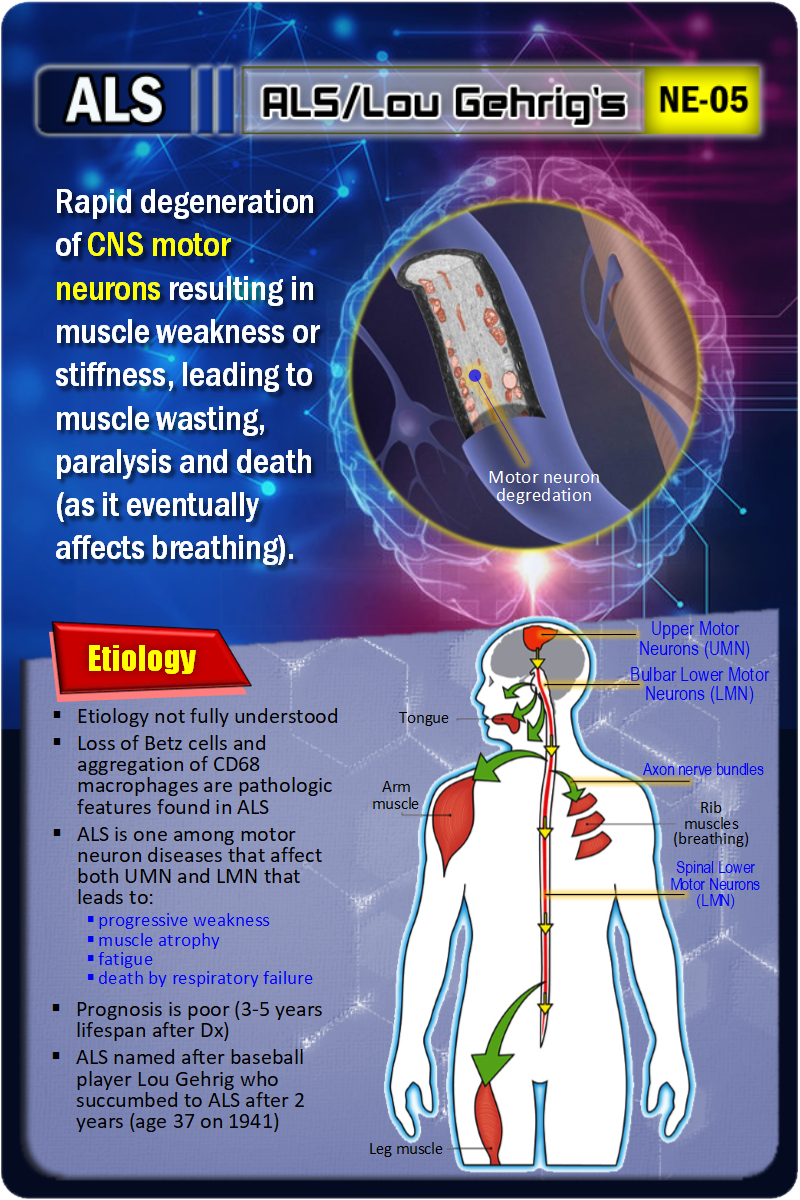 ALS
ALS/Lou Gehrig's
NE-05
Rapid degeneration
of CNS motor
neurons resulting in
muscle weakness or
stiffness, leading to
muscle wasting,
paralysis and death
(as it eventually
affects breathing).
Motor neuron
degredation
Etiology
▪ Etiology not fully understood
▪ Loss of Betz cells and
aggregation of CD68
macrophages are pathologic
features found in ALS
▪ ALS is one among motor
neuron diseases that affect
both UMN and LMN that
leads to:
▪ progressive weakness
▪ muscle atrophy
▪ fatigue
▪ death by respiratory failure
▪ Prognosis is poor (3-5 years
lifespan after Dx)
▪ ALS named after baseball
player Lou Gehrig who
succumbed to ALS after 2
years (age 37 on 1941)
Upper Motor
Neurons (UMN)
Bulbar Lower Motor
Neurons (LMN)
Tongue
Axon nerve bundles
Arm
muscle
Rib
muscles
(breathing)
Spinal Lower
Motor Neurons
(LMN)
Leg muscle